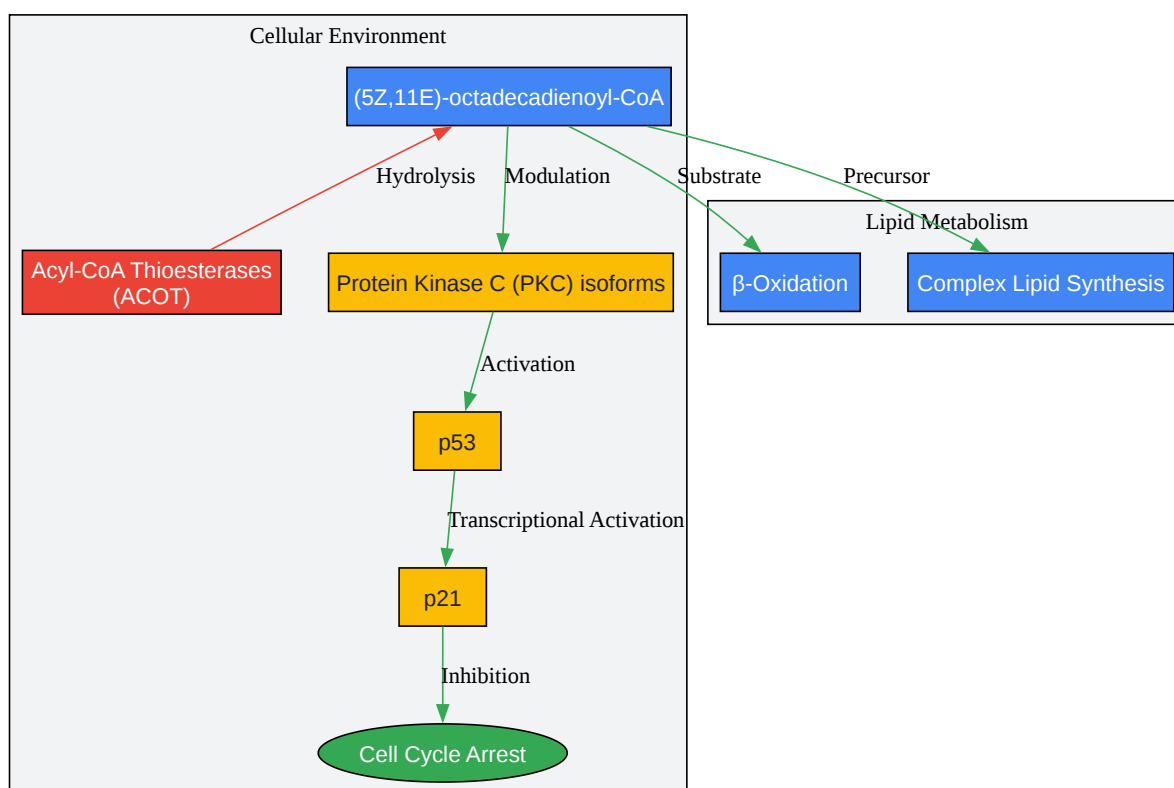 Cellular Environment
(5Z,11E)-octadecadienoyl-CoA
Hydrolysis
Modulation
Substrate
Precursor
Lipid Metabolism
Acyl-CoA Thioesterases
(ACOT)
Protein Kinase C (PKC) isoforms
β-Oxidation
Complex Lipid Synthesis
Activation
p53
Transcriptional Activation
p21
Inhibition
Cell Cycle Arrest